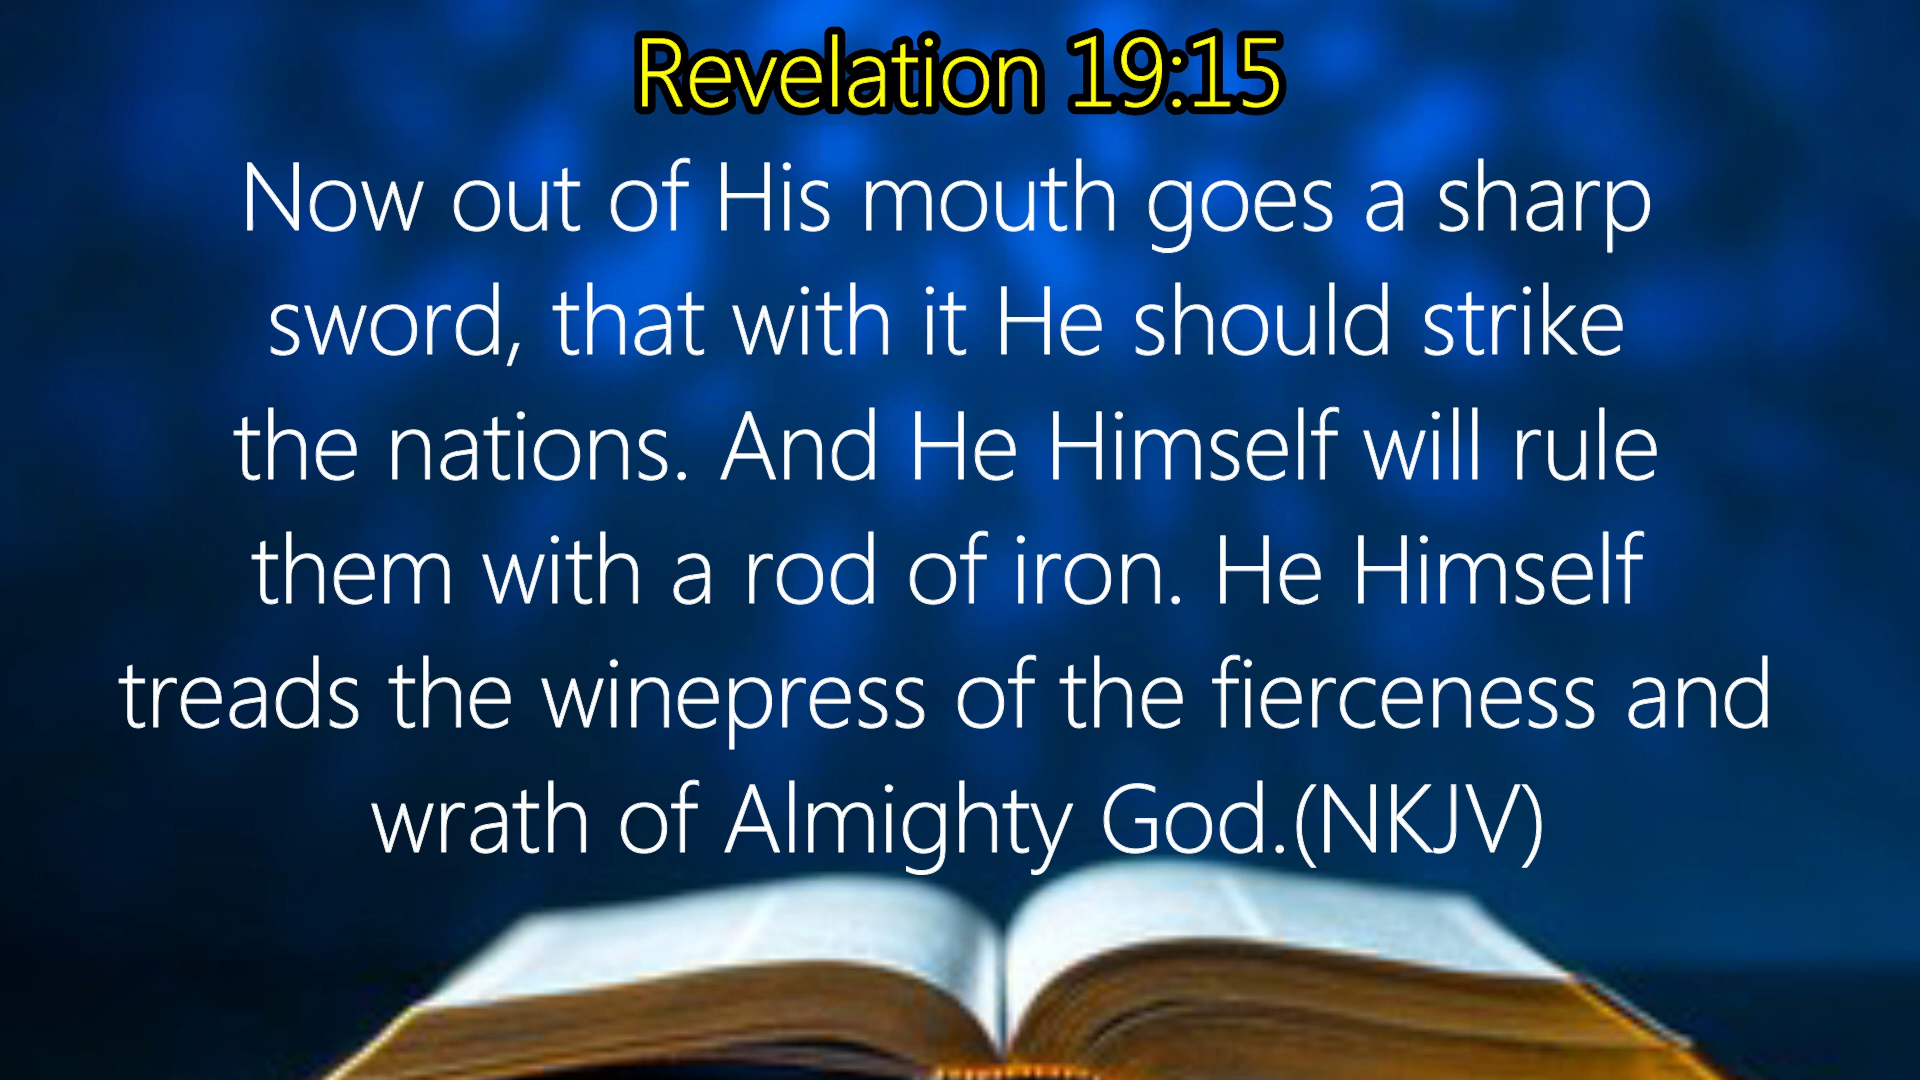 Revelation 19:15
Now out of His mouth goes a sharp
sword, that with it He should strike
the nations. And He Himself will rule
them with a rod of iron. He Himself
treads the winepress of the fierceness and
wrath of Almighty God.(NKJV)